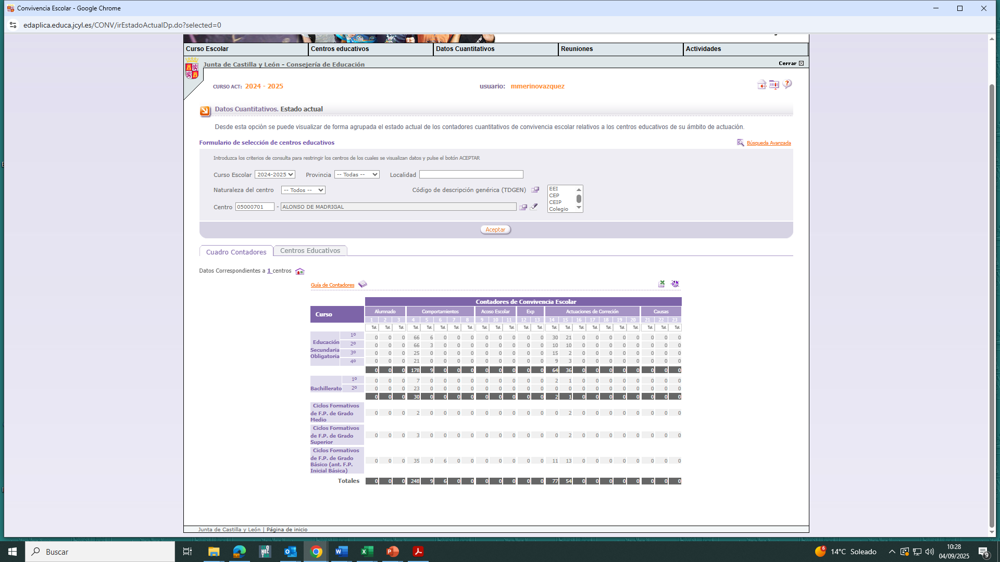 Convivencia Escolar - Google Chrome
edaplica.educa.jcyl.es/CONV/irEstadoActualDp.do?selected=0
Curso Escolar Centros educativos Datos Cuantitativos Reuniones Actividades
Junta de Castilla y León - Consejería de Educación Cerrar
CURSO ACT: 2024 - 2025 usuario: mmerinovazquez
Datos Cuantitativos. Estado actual
Desde esta opción se puede visualizar de forma agrupada el estado actual de los contadores cuantitativos de convivencia escolar relativos a los centros educativos de su ámbito de actuación.
Formulario de selección de centros educativos Búsqueda Avanzada
Introduzca los criterios de consulta para restringir los centros de los cuales se visualizan datos y pulse el botón ACEPTAR
Curso Escolar 2024-2025 Provincia -- Todas -- Localidad
Naturaleza del centro -- Todos -- Código de descripción genérica (TDGEN)
EEI
CEP
CEIP
Colegio
Centro 05000701 - ALONSO DE MADRIGAL
Aceptar
Cuadro Contadores Centros Educativos
Datos Correspondientes a 1 centros
Guía de Contadores
Contadores de Convivencia Escolar
Curso Alumnado Comportamientos Acoso Escolar Exp Actuaciones de Correción Causas
1 2 3 4 5 6 7 8 9 10 11 12 13 14 15 16 17 18 19 20 21 22 23
Tot. Tot. Tot. Tot. Tot. Tot. Tot. Tot. Tot. Tot. Tot. Tot. Tot. Tot. Tot. Tot. Tot. Tot. Tot. Tot. Tot. Tot. Tot.
Educación Secundaria Obligatoria
1º 0 0 0 66 6 0 0 0 0 0 0 0 0 30 21 0 0 0 0 0 0 0 0
2º 0 0 0 66 3 0 0 0 0 0 0 0 0 10 10 0 0 0 0 0 0 0 0
3º 0 0 0 25 0 0 0 0 0 0 0 0 0 15 2 0 0 0 0 0 0 0 0
4º 0 0 0 21 0 0 0 0 0 0 0 0 0 9 3 0 0 0 0 0 0 0 0
0 0 0 178 9 0 0 0 0 0 0 0 0 64 36 0 0 0 0 0 0 0 0
Bachillerato
1º 0 0 0 7 0 0 0 0 0 0 0 0 0 2 1 0 0 0 0 0 0 0 0
2º 0 0 0 23 0 0 0 0 0 0 0 0 0 0 0 0 0 0 0 0 0 0 0
0 0 0 30 0 0 0 0 0 0 0 0 0 2 1 0 0 0 0 0 0 0 0
Ciclos Formativos
de F.P. de Grado
Medio
0 0 0 2 0 0 0 0 0 0 0 0 0 0 2 0 0 0 0 0 0 0 0
Ciclos Formativos
de F.P. de Grado
Superior
0 0 0 3 0 0 0 0 0 0 0 0 0 0 2 0 0 0 0 0 0 0 0
Ciclos Formativos
de F.P. de Grado
Básico (ant. F.P.
Inicial Básica)
0 0 0 35 0 6 0 0 0 0 0 0 0 11 13 0 0 0 0 0 0 0 0
Totales 0 0 0 248 9 6 0 0 0 0 0 0 0 77 54 0 0 0 0 0 0 0 0
Junta de Castilla y León | Página de inicio
Buscar
6 14°C Soleado
10:28
04/09/2025
9